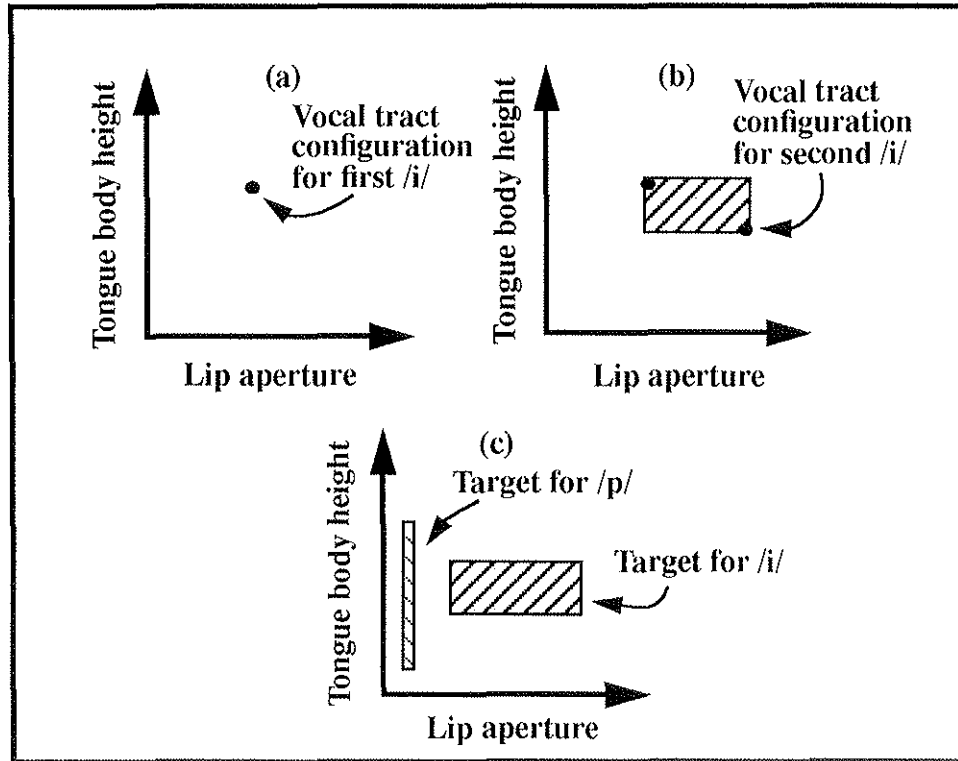 (a)
Vocal tract
configuration
for first /i/
Tongue body height
Lip aperture
(b)
Vocal tract
configuration
for second /i/
Tongue body height
Lip aperture
(c)
Target for /p/
Target for /i/
Tongue body height
Lip aperture